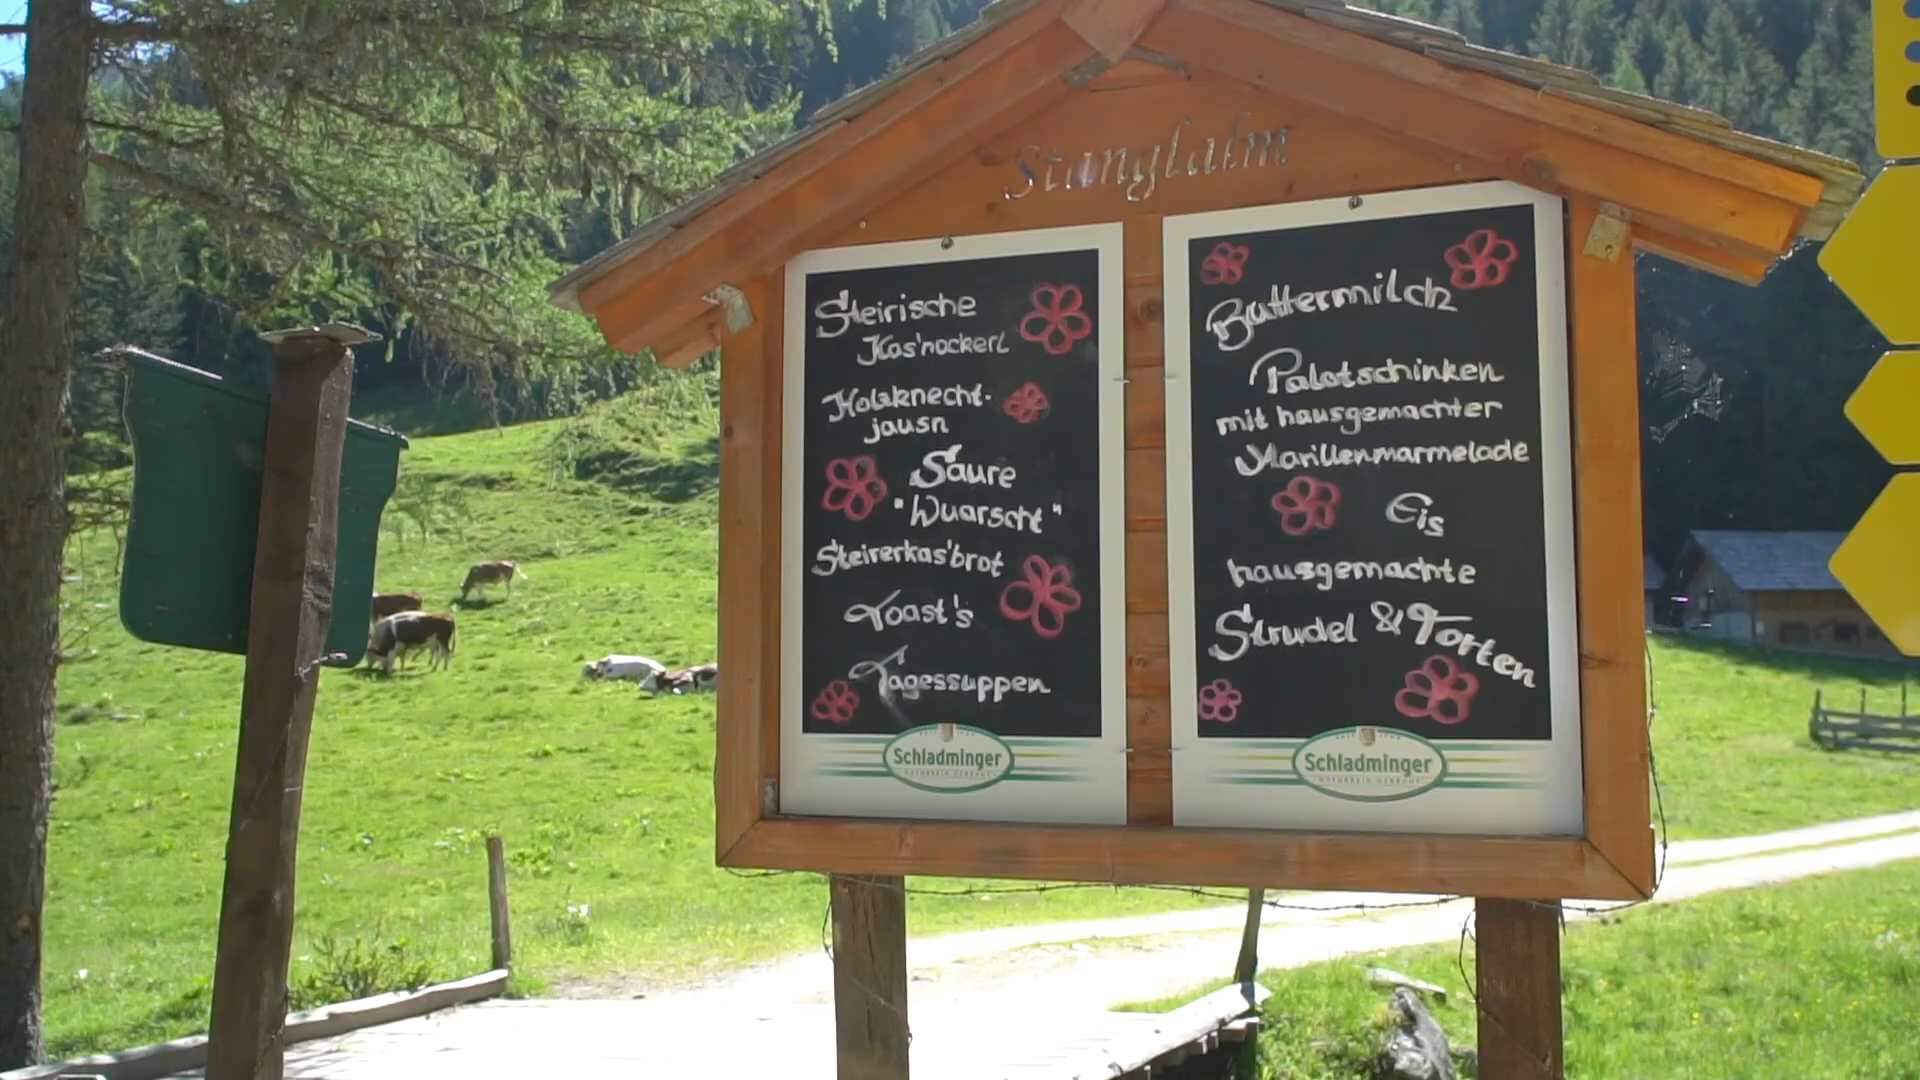 Stanglalm
Steirische
Kas'nockerl
Holzknecht-
jausn
Saure
"Wuarscht"
Steirerkas'brot
Toast's
Tagessuppen
Schladminger
Buttermilch
Palatschinken
mit hausgemachter
Marillenmarmelade
Eis
hausgemachte
Strudel & Torten
Schladminger